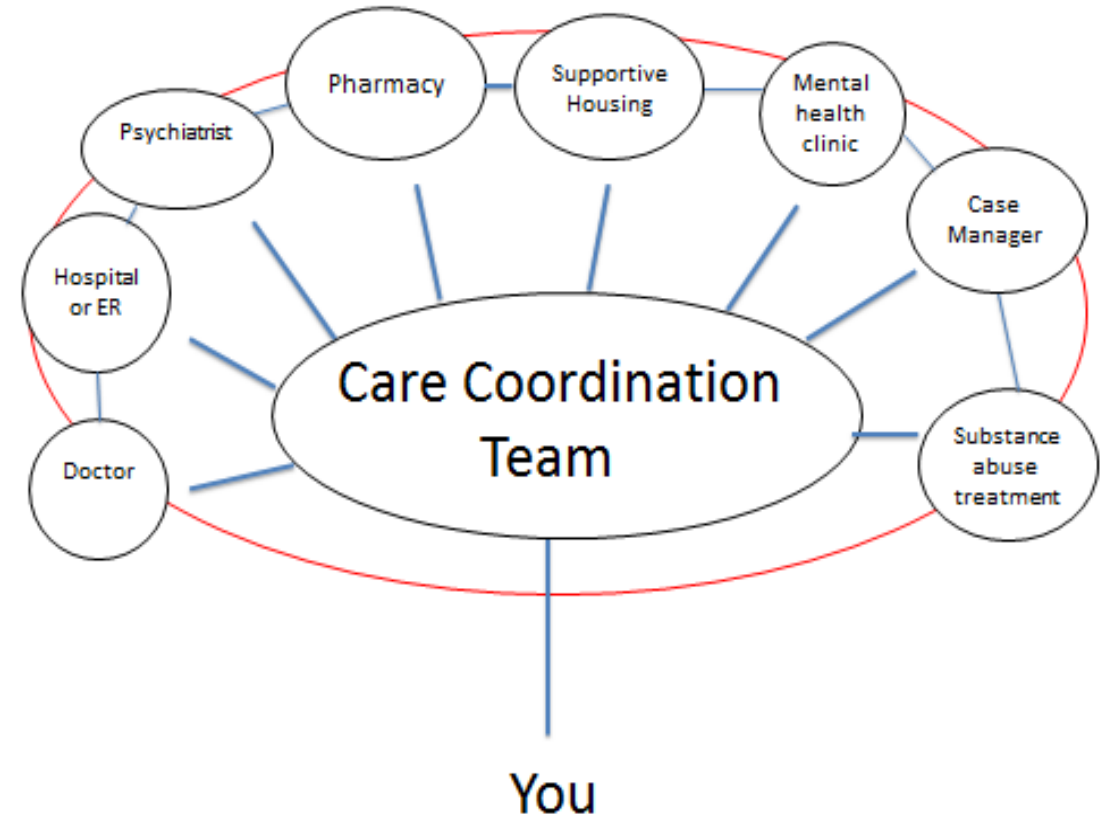 Pharmacy
Supportive
Housing
Mental
health
clinic
Psychiatrist
Case
Manager
Hospital
or ER
Care Coordination
Team
Doctor
Substance
abuse
treatment
You